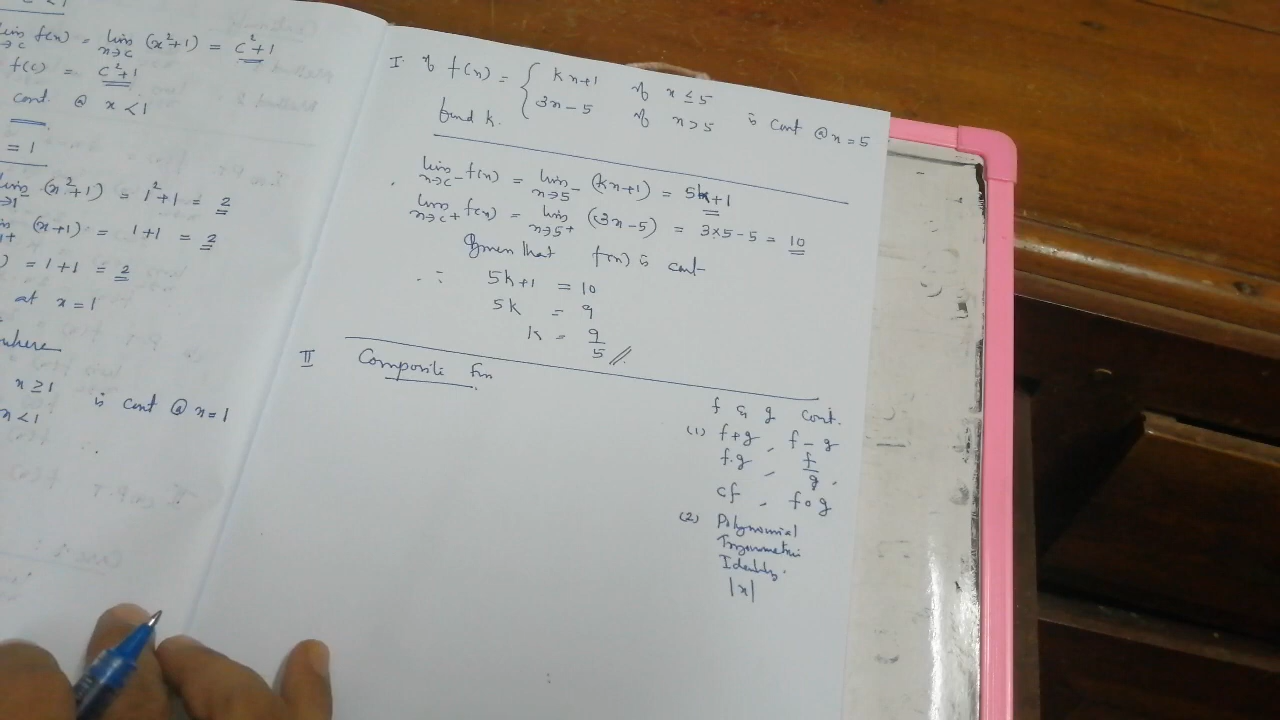 lim f(x) = lim (x²+1) = c²+1
x→c x→c
f(c) = c²+1
cont. @ x<1
= 1
lim (x²+1) = 1²+1 = 2
x→1
(x+1) = 1+1 = 2
= 1+1 = 2
at x=1
where
x≥1
x<1 is cont @ x=1
I If f(x) = { kx+1 if x≤5
3x-5 if x>5 is cont @ x=5
find k.
lim f(x) = lim (kx+1) = 5k+1
x→c- x→5-
lim f(x) = lim (3x-5) = 3×5-5 = 10
x→c+ x→5+
Given that f(x) is cont
∴ 5k+1 = 10
5k = 9
k = 9/5 //
II Composite fun
f & g cont.
(1) f+g, f-g
f.g, f/g,
cf, fog
(2) Polynomial
Trigonometric
Identity.
|x|